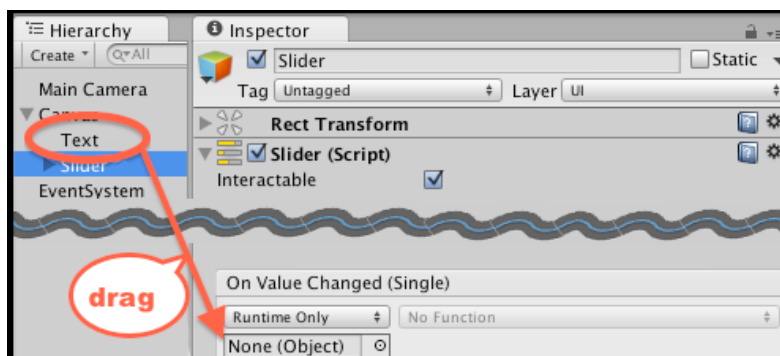 Hierarchy
Create
All
Main Camera
Canvas
Text
Slider
EventSystem
Inspector
Slider
Static
Tag Untagged Layer UI
Rect Transform
Slider (Script)
Interactable
drag
On Value Changed (Single)
Runtime Only No Function
None (Object)